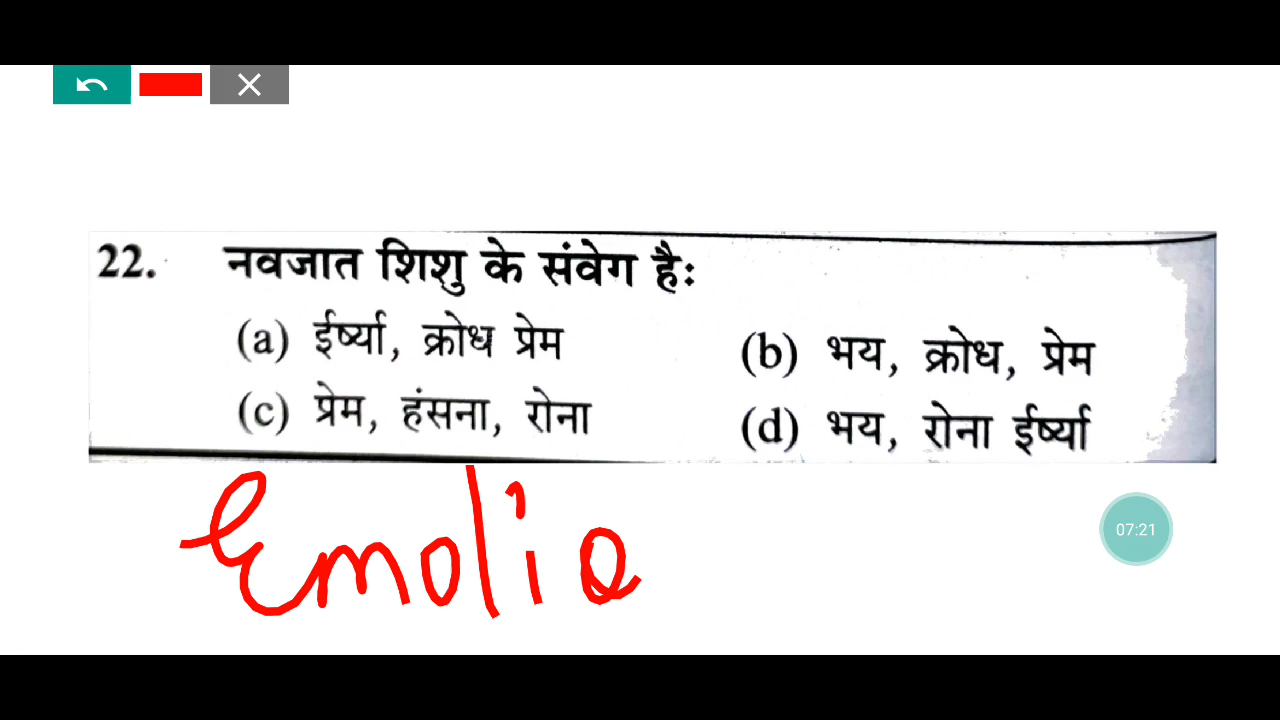 22. नवजात शिशु के संवेग हैः
(a) ईर्ष्या, क्रोध प्रेम (b) भय, क्रोध, प्रेम
(c) प्रेम, हंसना, रोना (d) भय, रोना ईर्ष्या
Emotio
07:21